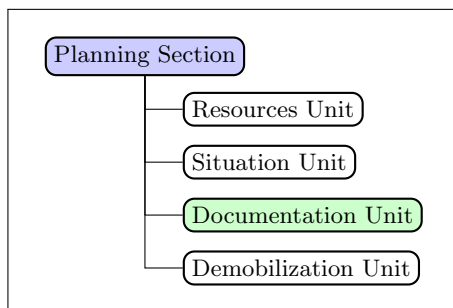 Planning Section
Resources Unit
Situation Unit
Documentation Unit
Demobilization Unit